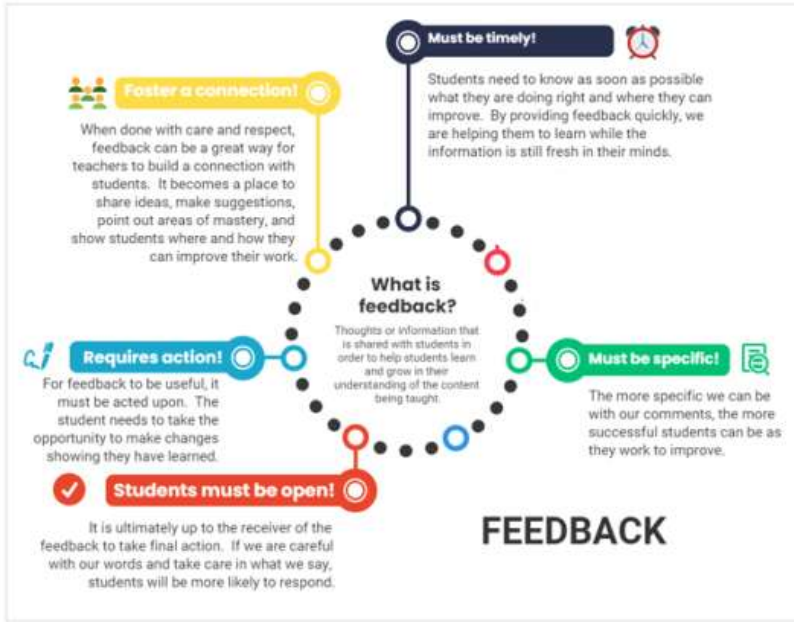 Must be timely!
Students need to know as soon as possible
what they are doing right and where they can
improve. By providing feedback quickly, we
are helping them to learn while the
information is still fresh in their minds.
Foster a connection!
When done with care and respect,
feedback can be a great way for
teachers to build a connection with
students. It becomes a place to
share ideas, make suggestions,
point out areas of mastery, and
show students where and how they
can improve their work.
What is
feedback?
Thoughts or information that
is shared with students in
order to help students learn
and grow in their
understanding of the content
being taught.
Requires action!
For feedback to be useful, it
must be acted upon. The
student needs to take the
opportunity to make changes
showing they have learned.
Must be specific!
The more specific we can be
with our comments, the more
successful students can be as
they work to improve.
Students must be open!
It is ultimately up to the receiver of the
feedback to take final action. If we are careful
with our words and take care in what we say,
students will be more likely to respond.
FEEDBACK